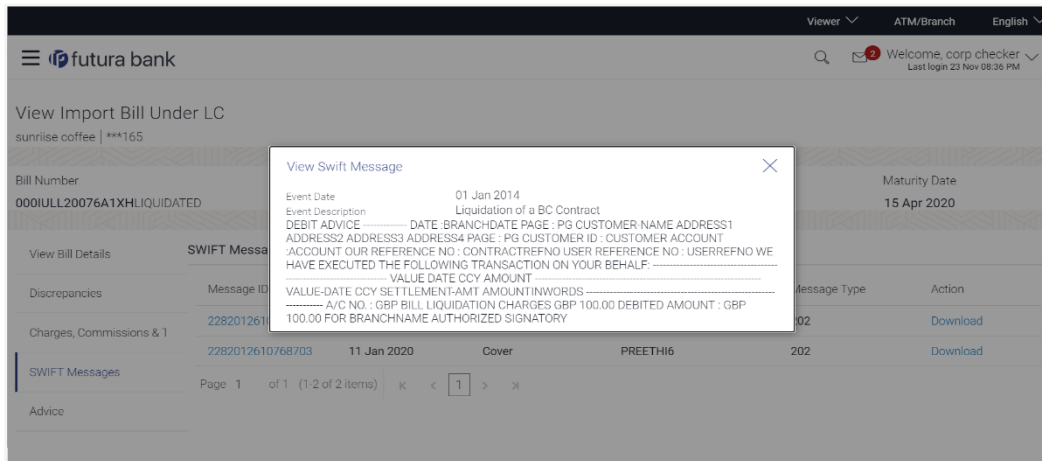 Viewer ATM/Branch English
futura bank
2 Welcome, corp checker
Last login 23 Nov 08:36 PM
View Import Bill Under LC
sunriise coffee | ***165
Bill Number
000IULL20076A1XHLIQUIDATED
Maturity Date
15 Apr 2020
View Swift Message
Event Date 01 Jan 2014
Event Description Liquidation of a BC Contract
DEBIT ADVICE ------------- DATE :BRANCHDATE PAGE : PG CUSTOMER-NAME ADDRESS1
ADDRESS2 ADDRESS3 ADDRESS4 PAGE : PG CUSTOMER ID : CUSTOMER ACCOUNT
:ACCOUNT OUR REFERENCE NO : CONTRACTREFNO USER REFERENCE NO : USERREFNO WE
HAVE EXECUTED THE FOLLOWING TRANSACTION ON YOUR BEHALF: -------------------------------------
------------------------------ VALUE DATE CCY AMOUNT --------------------------------------------------------------------
VALUE-DATE CCY SETTLEMENT-AMT AMOUNTINWORDS --------------------------------------------------------
----------- A/C NO. : GBP BILL LIQUIDATION CHARGES GBP 100.00 DEBITED AMOUNT : GBP
100.00 FOR BRANCHNAME AUTHORIZED SIGNATORY
View Bill Details
Discrepancies
Charges, Commissions & 1
SWIFT Messages
Advice
SWIFT Messa
Message ID Message Type Action
228201261 202 Download
2282012610768703 11 Jan 2020 Cover PREETHI6 202 Download
Page 1 of 1 (1-2 of 2 items) 1